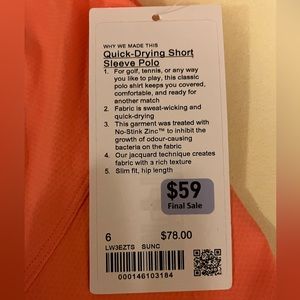 WHY WE MADE THIS
Quick-Drying Short
Sleeve Polo
1. For golf, tennis, or any way
you like to play, this classic
polo shirt keeps you covered,
comfortable, and ready for
another match
2. Fabric is sweat-wicking and
quick-drying
3. This garment was treated with
No-Stink Zinc™ to inhibit the
growth of odour-causing
bacteria on the fabric
4. Our jacquard technique creates
fabric with a rich texture
5. Slim fit, hip length
$59
Final Sale
6 $78.00
LW3EZTS SUNC
000146103184